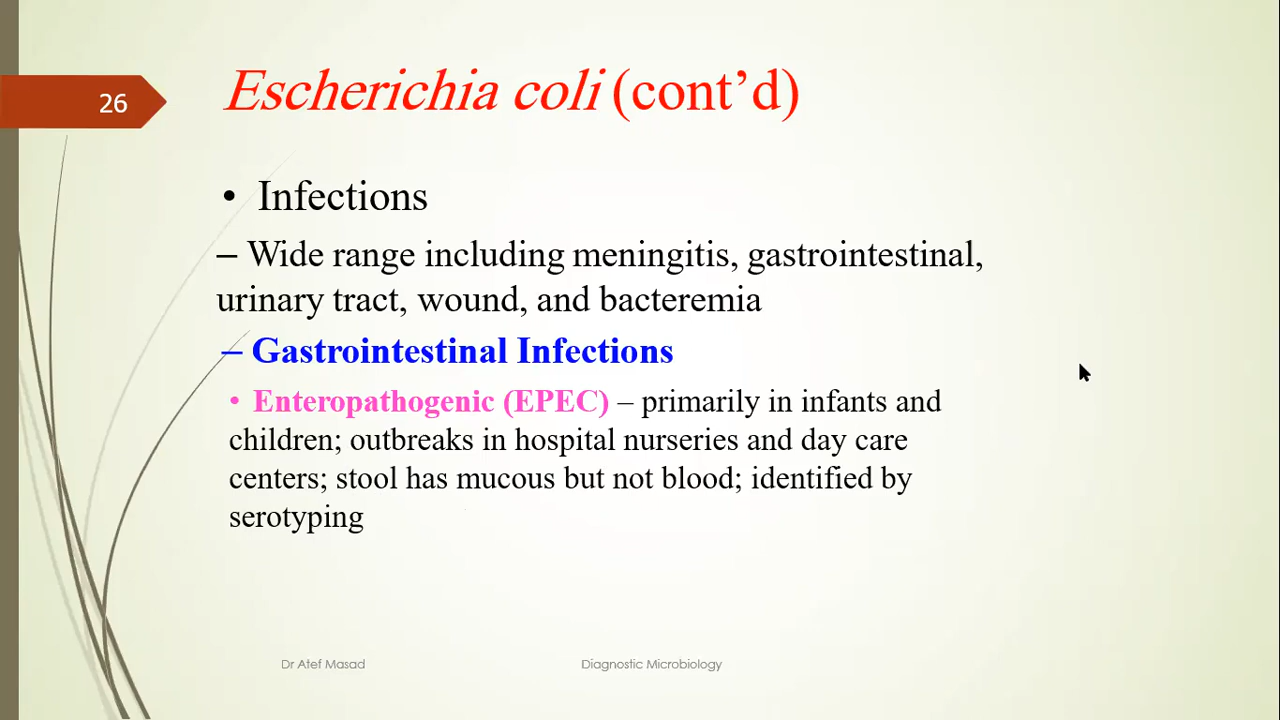 26
Escherichia coli (cont’d)
• Infections
– Wide range including meningitis, gastrointestinal,
urinary tract, wound, and bacteremia
– Gastrointestinal Infections
• Enteropathogenic (EPEC) – primarily in infants and
children; outbreaks in hospital nurseries and day care
centers; stool has mucous but not blood; identified by
serotyping
Dr Atef Masad
Diagnostic Microbiology